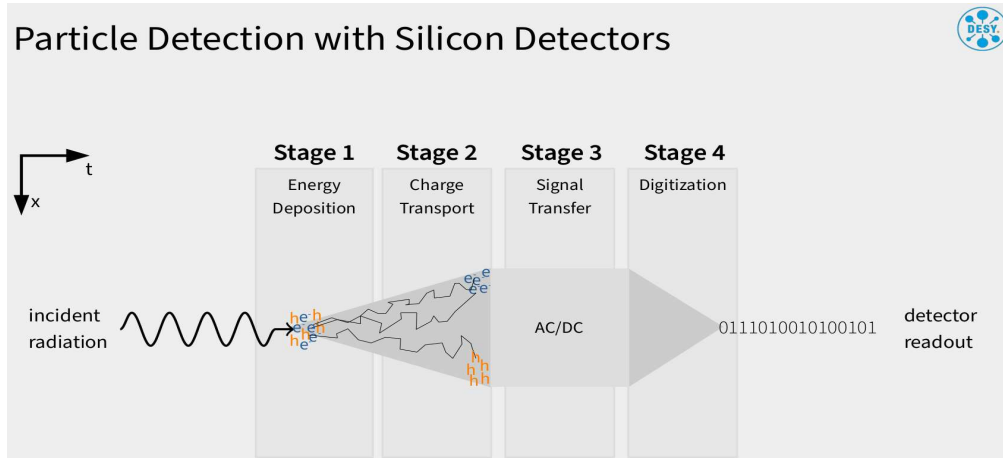 Particle Detection with Silicon Detectors
DESY.
t
x
Stage 1
Energy
Deposition
Stage 2
Charge
Transport
Stage 3
Signal
Transfer
Stage 4
Digitization
incident
radiation
h e⁻ h
e⁻ e⁻
h h h
e⁻ e⁻
e⁻
e⁻ e⁻
e⁻ e⁻
h
h h
h h
AC/DC
0111010010100101
detector
readout